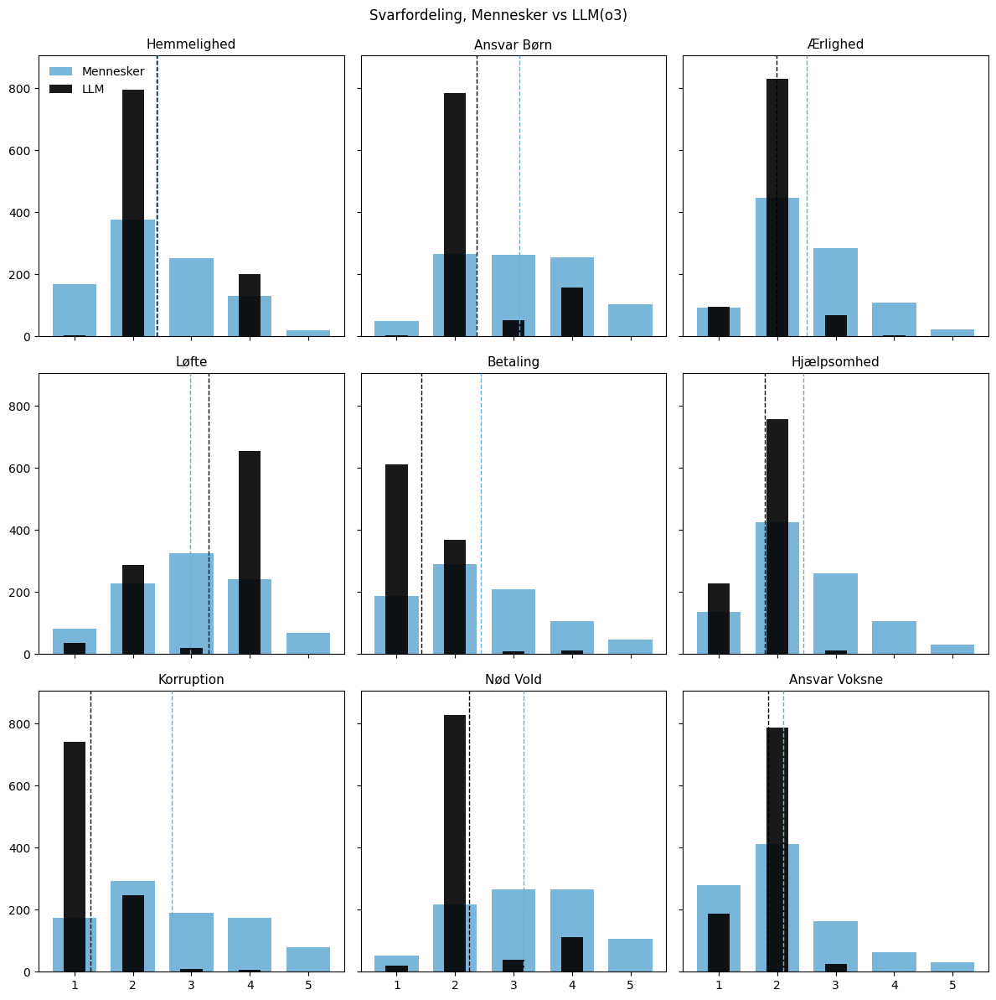 Svarfordeling, Mennesker vs LLM(o3)
Hemmelighed
Ansvar Børn
Ærlighed
Mennesker
LLM
800
600
400
200
0
Løfte
Betaling
Hjælpsomhed
800
600
400
200
0
Korruption
Nød Vold
Ansvar Voksne
800
600
400
200
0
1 2 3 4 5
1 2 3 4 5
1 2 3 4 5